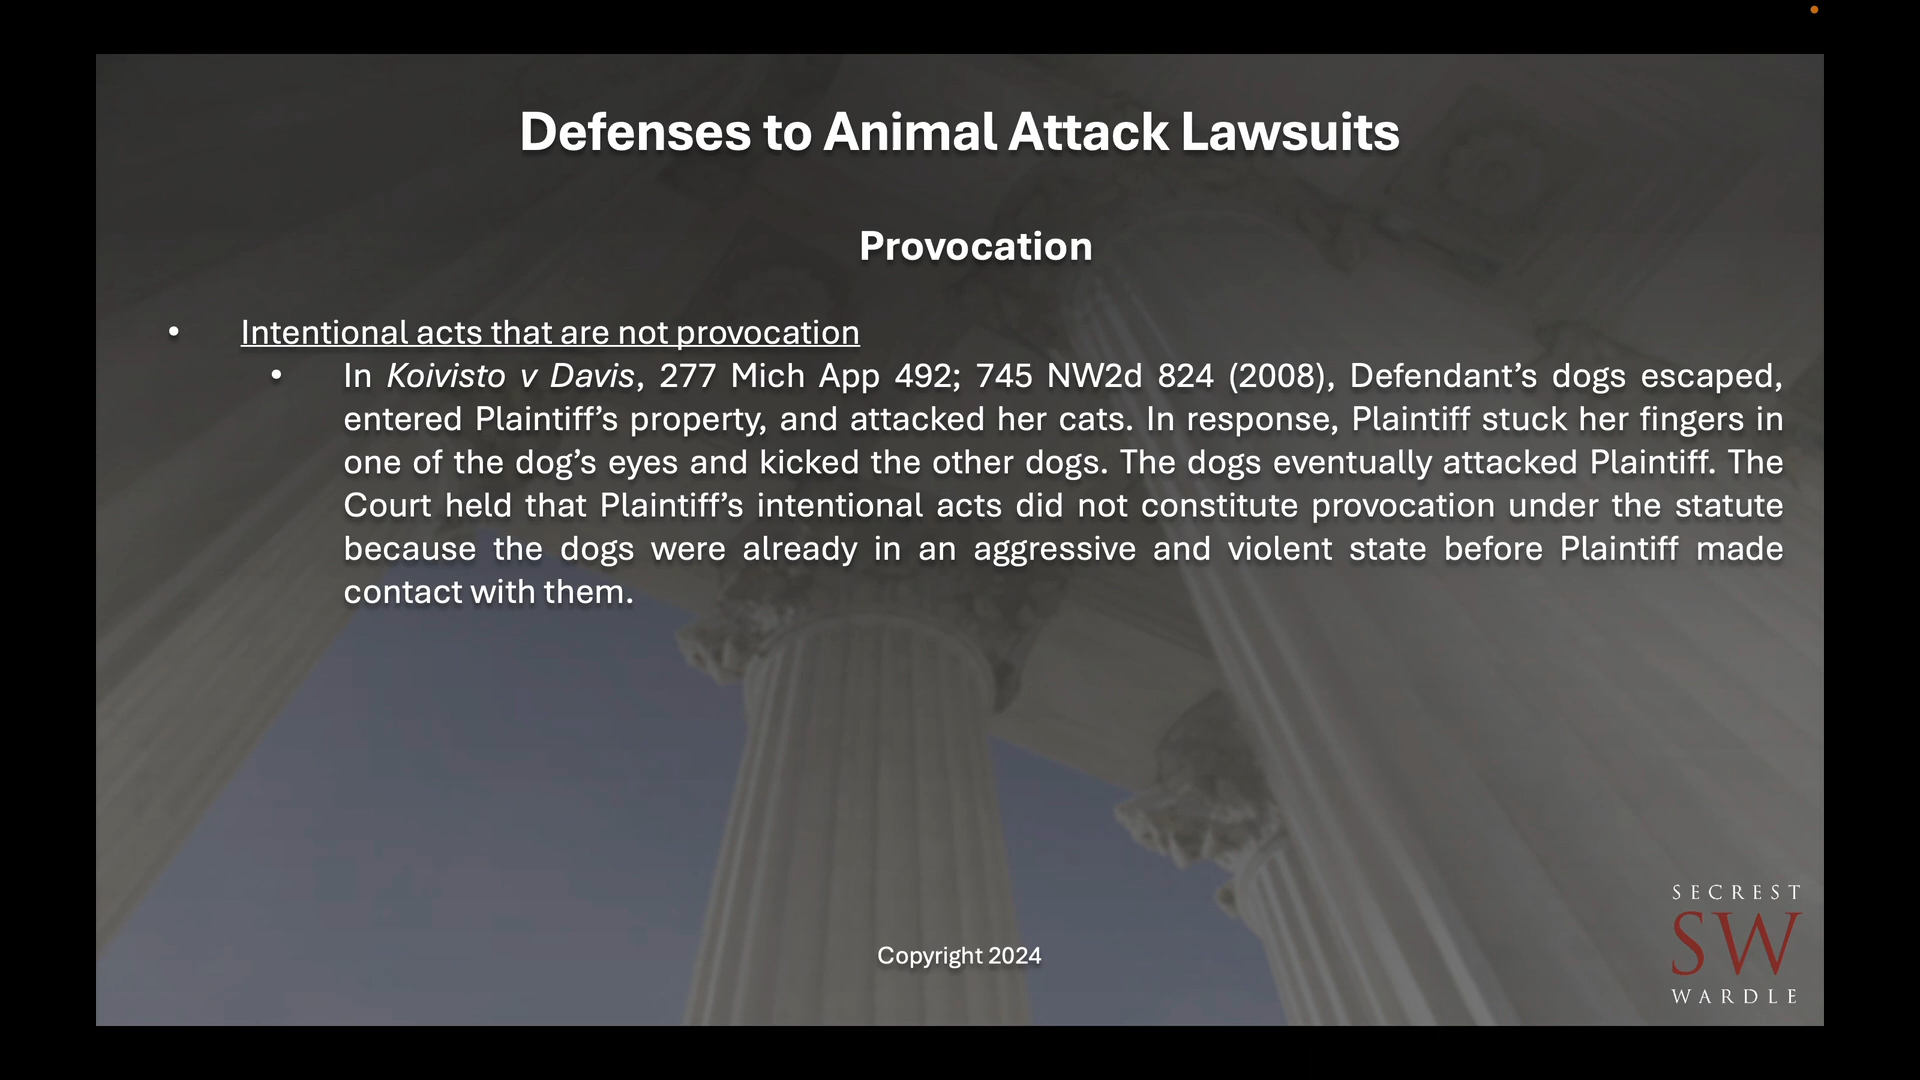 Defenses to Animal Attack Lawsuits
Provocation
• Intentional acts that are not provocation
• In Koivisto v Davis, 277 Mich App 492; 745 NW2d 824 (2008), Defendant’s dogs escaped,
entered Plaintiff’s property, and attacked her cats. In response, Plaintiff stuck her fingers in
one of the dog’s eyes and kicked the other dogs. The dogs eventually attacked Plaintiff. The
Court held that Plaintiff’s intentional acts did not constitute provocation under the statute
because the dogs were already in an aggressive and violent state before Plaintiff made
contact with them.
SECREST
SW
WARDLE
Copyright 2024